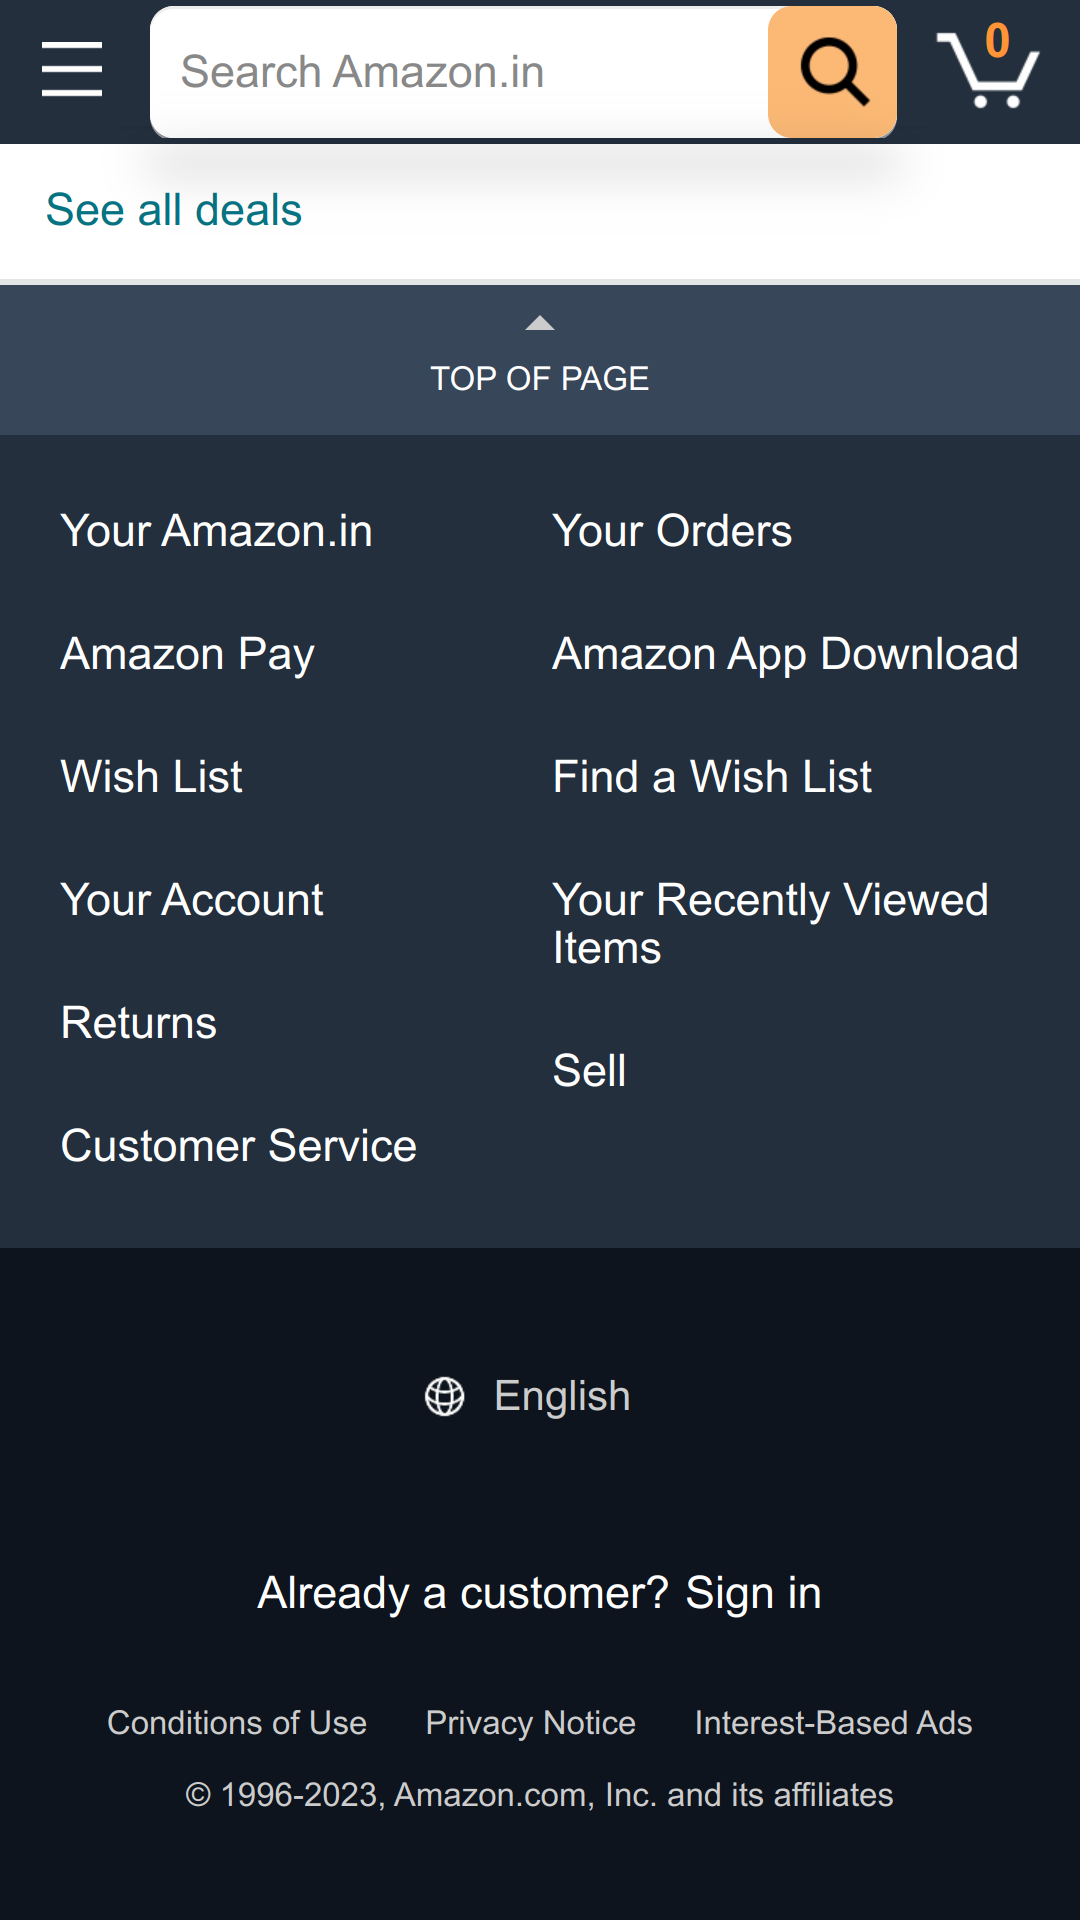 Search Amazon.in
0
See all deals
TOP OF PAGE
Your Amazon.in
Your Orders
Amazon Pay
Amazon App Download
Wish List
Find a Wish List
Your Account
Your Recently Viewed
Items
Returns
Sell
Customer Service
English
Already a customer? Sign in
Conditions of Use Privacy Notice Interest-Based Ads
© 1996-2023, Amazon.com, Inc. and its affiliates